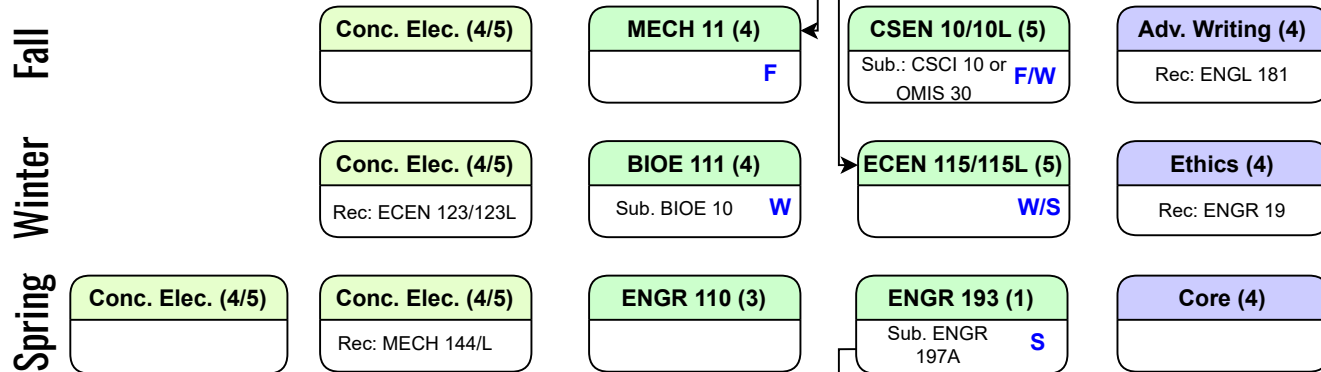 Fall
Conc. Elec. (4/5)
MECH 11 (4)
F
CSEN 10/10L (5)
Sub.: CSCI 10 or
OMIS 30
F/W
Adv. Writing (4)
Rec: ENGL 181
Winter
Conc. Elec. (4/5)
Rec: ECEN 123/123L
BIOE 111 (4)
Sub. BIOE 10
W
ECEN 115/115L (5)
W/S
Ethics (4)
Rec: ENGR 19
Spring
Conc. Elec. (4/5)
Conc. Elec. (4/5)
Rec: MECH 144/L
ENGR 110 (3)
ENGR 193 (1)
Sub. ENGR
197A
S
Core (4)